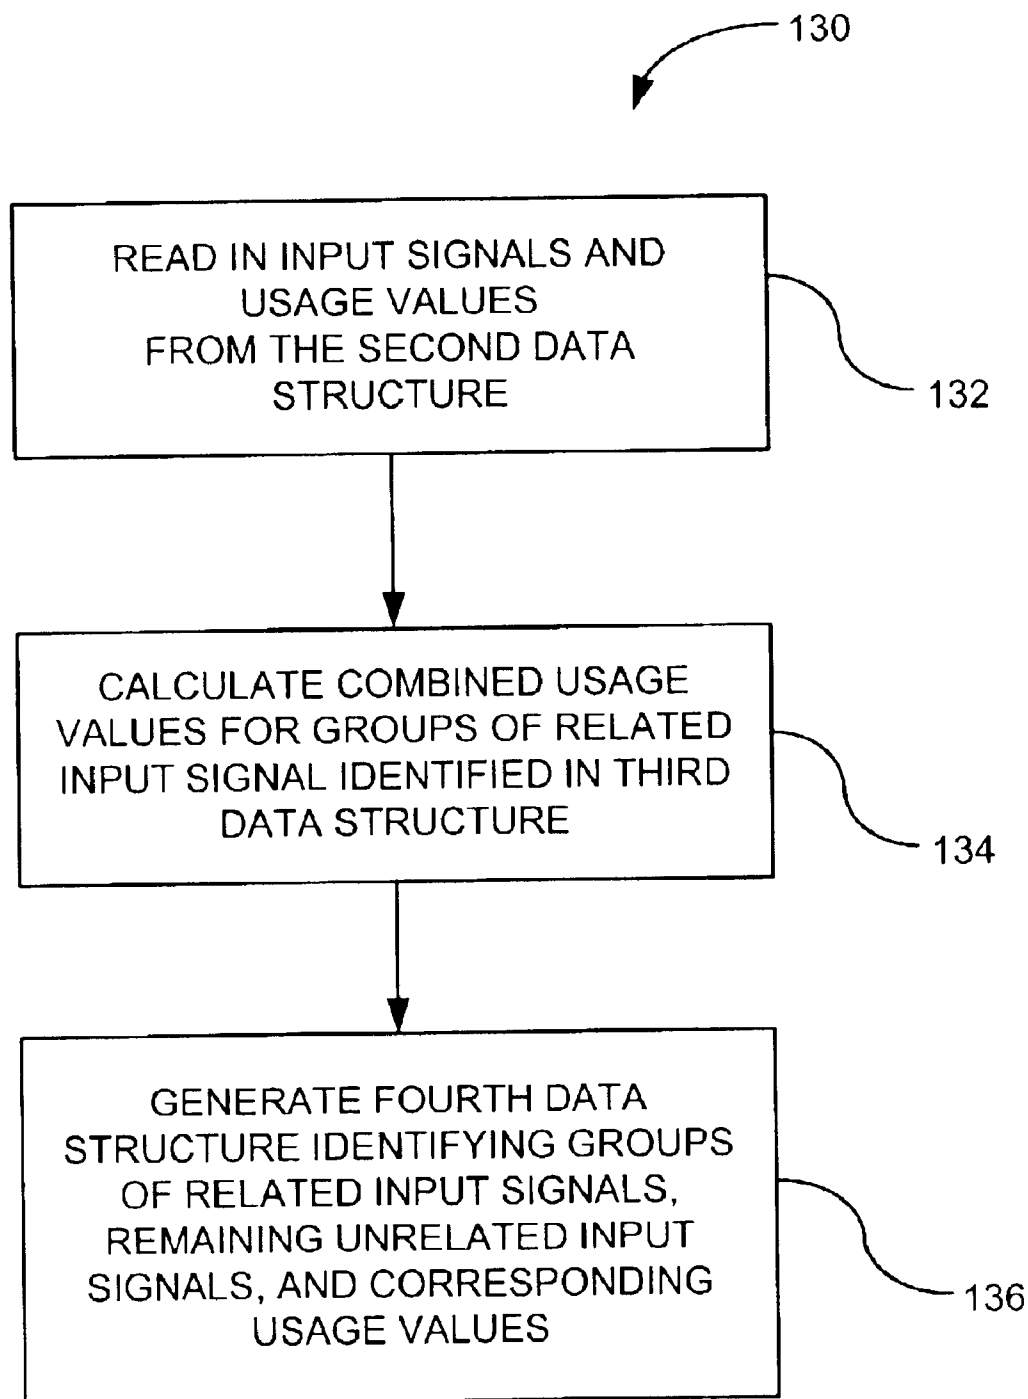 130
READ IN INPUT SIGNALS AND
USAGE VALUES
FROM THE SECOND DATA
STRUCTURE
132
CALCULATE COMBINED USAGE
VALUES FOR GROUPS OF RELATED
INPUT SIGNAL IDENTIFIED IN THIRD
DATA STRUCTURE
134
GENERATE FOURTH DATA
STRUCTURE IDENTIFYING GROUPS
OF RELATED INPUT SIGNALS,
REMAINING UNRELATED INPUT
SIGNALS, AND CORRESPONDING
USAGE VALUES
136